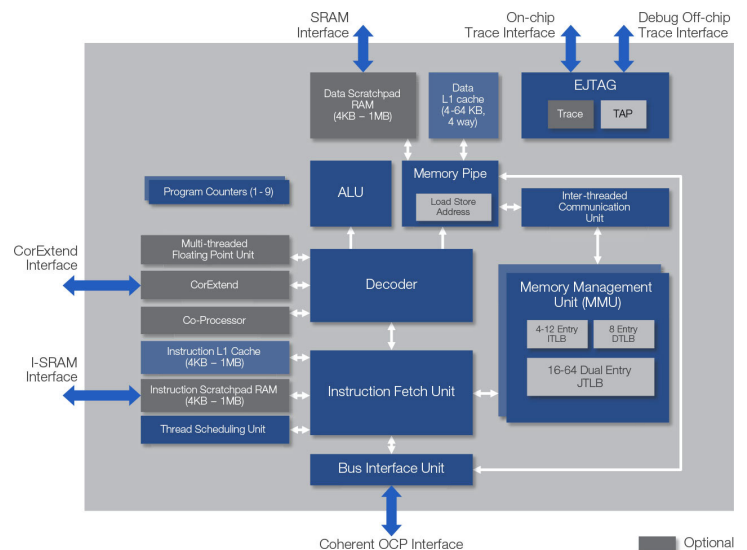 SRAM
Interface
On-chip
Trace Interface
Debug Off-chip
Trace Interface
Data Scratchpad
RAM
(4KB – 1MB)
Data
L1 cache
(4-64 KB,
4 way)
EJTAG
Trace
TAP
Program Counters (1 - 9)
ALU
Memory Pipe
Load Store
Address
Inter-threaded
Communication
Unit
CorExtend
Interface
Multi-threaded
Floating Point Unit
CorExtend
Co-Processor
Decoder
Memory Management
Unit (MMU)
4-12 Entry
ITLB
8 Entry
DTLB
16-64 Dual Entry
JTLB
I-SRAM
Interface
Instruction L1 Cache
(4KB – 1MB)
Instruction Scratchpad RAM
(4KB – 1MB)
Thread Scheduling Unit
Instruction Fetch Unit
Bus Interface Unit
Coherent OCP Interface
Optional